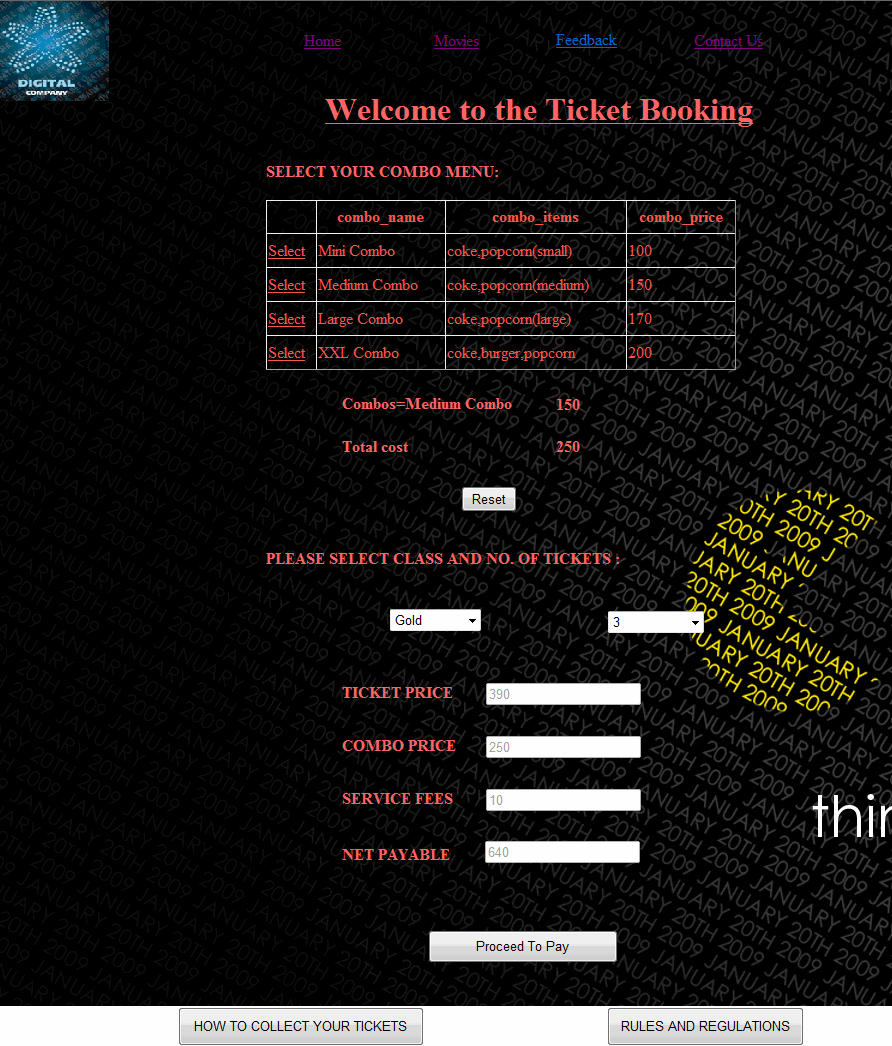 DIGITAL
COMPANY
Home Movies Feedback Contact Us
Welcome to the Ticket Booking
SELECT YOUR COMBO MENU:
combo_name combo_items combo_price
Select Mini Combo coke,popcorn(small) 100
Select Medium Combo coke,popcorn(medium) 150
Select Large Combo coke,popcorn(large) 170
Select XXL Combo coke,burger,popcorn 200
Combos=Medium Combo 150
Total cost 250
Reset
PLEASE SELECT CLASS AND NO. OF TICKETS :
Gold 3
TICKET PRICE 390
COMBO PRICE 250
SERVICE FEES 10
NET PAYABLE 640
thin
Proceed To Pay
HOW TO COLLECT YOUR TICKETS RULES AND REGULATIONS